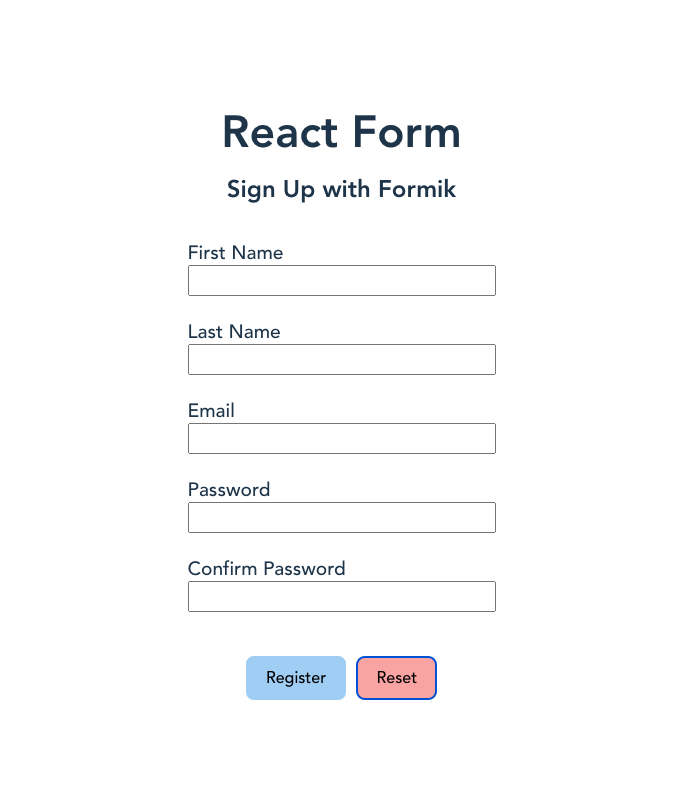 React Form
Sign Up with Formik
First Name
Last Name
Email
Password
Confirm Password
Register Reset